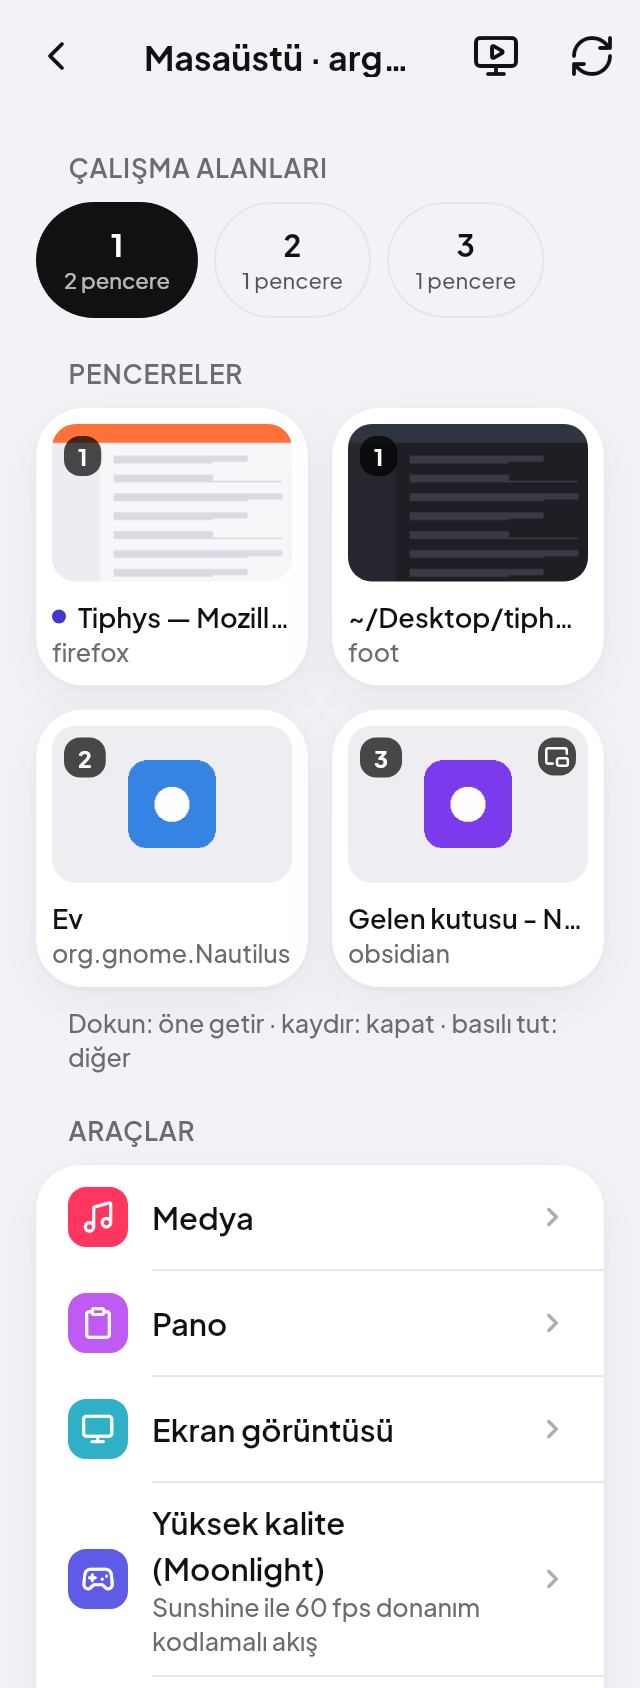 Masaüstü · arg...
ÇALIŞMA ALANLARI
1
2 pencere
2
1 pencere
3
1 pencere
PENCERELER
1
1
Tiphys — Mozill...
firefox
~/Desktop/tiph...
foot
2
3
Ev
org.gnome.Nautilus
Gelen kutusu - N...
obsidian
Dokun: öne getir · kaydır: kapat · basılı tut:
diğer
ARAÇLAR
Medya
Pano
Ekran görüntüsü
Yüksek kalite
(Moonlight)
Sunshine ile 60 fps donanım
kodlamalı akış